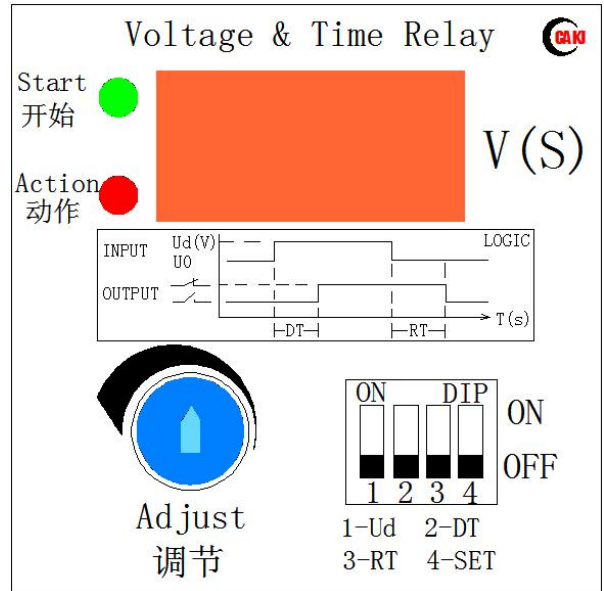 Voltage & Time Relay
GAKI
Start
开始
V(S)
Action
动作
INPUT Ud(V) LOGIC
U0
OUTPUT
T(s)
DT RT
ON DIP
ON
OFF
1 2 3 4
Adjust
调节
1-Ud 2-DT
3-RT 4-SET